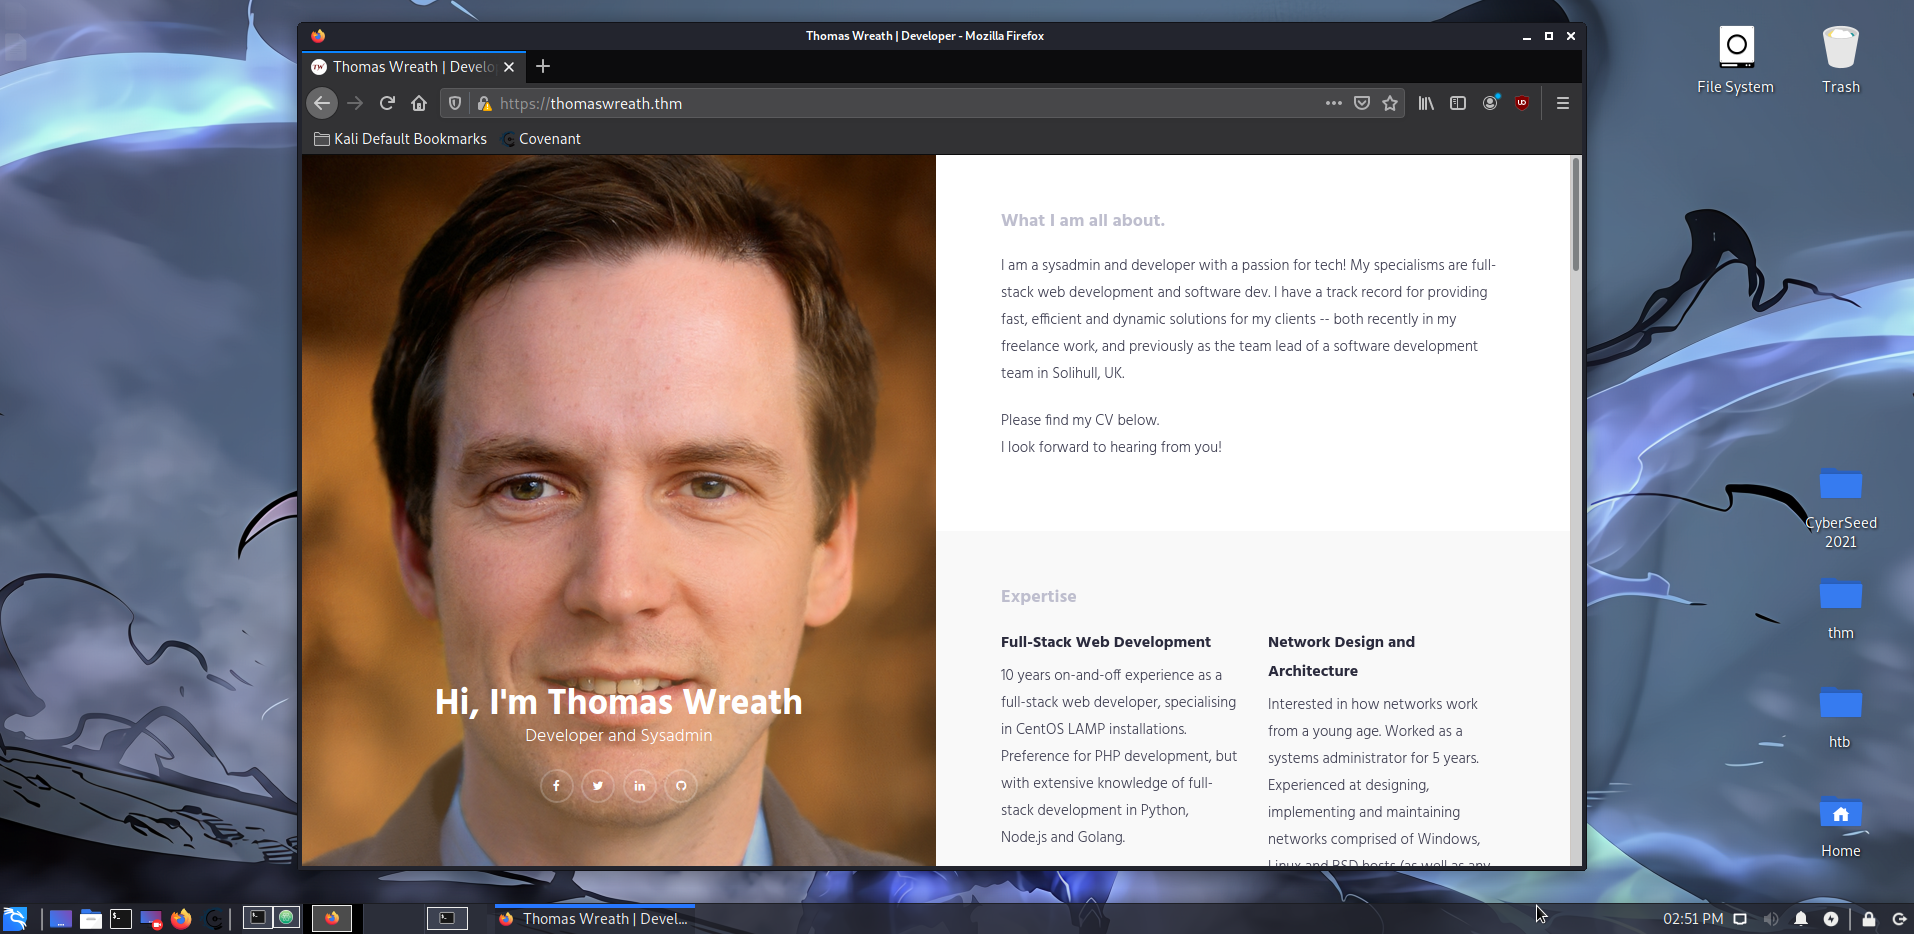 Thomas Wreath | Developer - Mozilla Firefox
Thomas Wreath | Develo
https://thomaswreath.thm
Kali Default Bookmarks
Covenant
What I am all about.
I am a sysadmin and developer with a passion for tech! My specialisms are full-
stack web development and software dev. I have a track record for providing
fast, efficient and dynamic solutions for my clients -- both recently in my
freelance work, and previously as the team lead of a software development
team in Solihull, UK.
Please find my CV below.
I look forward to hearing from you!
Hi, I'm Thomas Wreath
Developer and Sysadmin
Expertise
Full-Stack Web Development
10 years on-and-off experience as a
full-stack web developer, specialising
in CentOS LAMP installations.
Preference for PHP development, but
with extensive knowledge of full-
stack development in Python,
Node.js and Golang.
Network Design and
Architecture
Interested in how networks work
from a young age. Worked as a
systems administrator for 5 years.
Experienced at designing,
implementing and maintaining
networks comprised of Windows,
Linux and BSD hosts (as well as any
File System
Trash
CyberSeed
2021
thm
htb
Home
Thomas Wreath | Devel...
02:51 PM